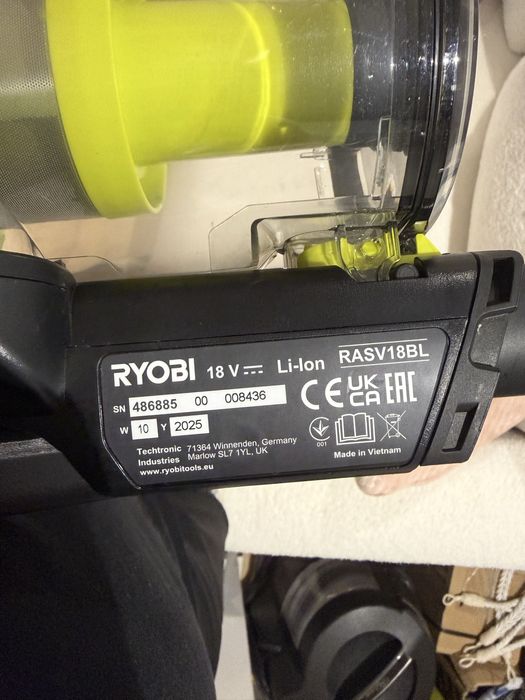 RYOBI 18 V Li-Ion RASV18BL
SN 486885 00 008436
W 10 Y 2025
CE UK CA EAC
Techtronic Industries 71364 Winnenden, Germany
Marlow SL7 1YL, UK
www.ryobitools.eu
001
Made in Vietnam